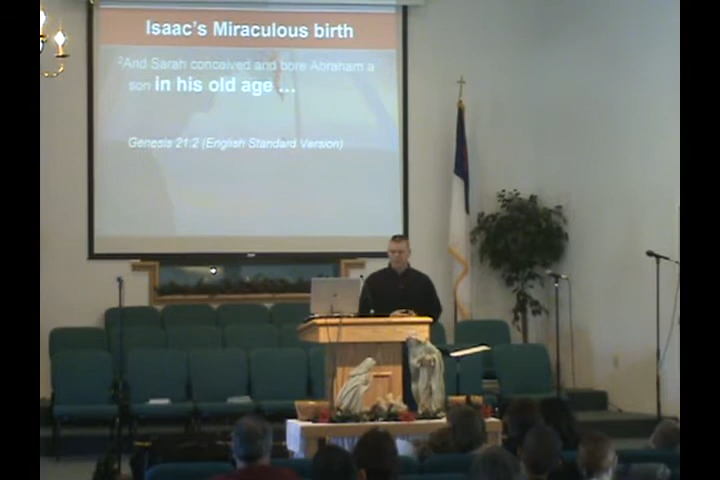 Isaac's Miraculous birth
2And Sarah conceived and bore Abraham a
son in his old age …
Genesis 21:2 (English Standard Version)